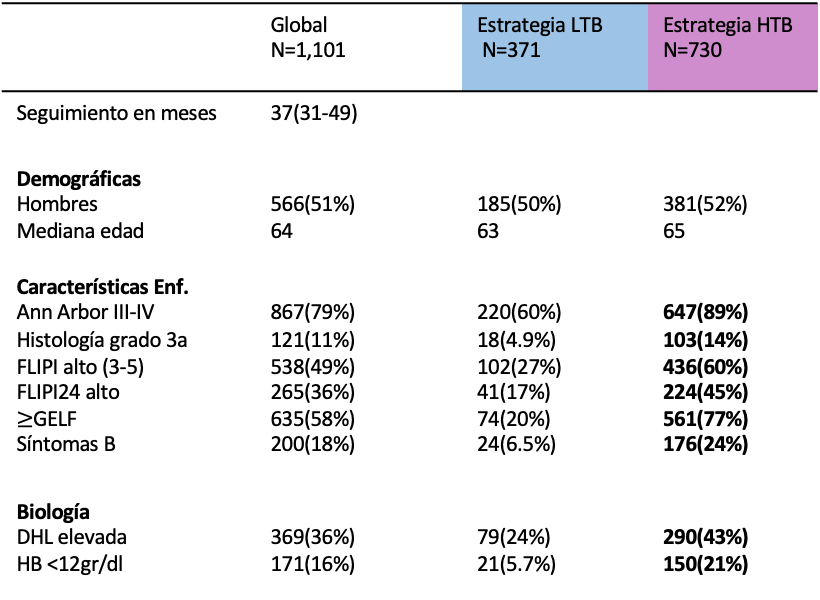 Global Estrategia LTB Estrategia HTB
N=1,101 N=371 N=730
Seguimiento en meses 37(31-49)
Demográficas
Hombres 566(51%) 185(50%) 381(52%)
Mediana edad 64 63 65
Características Enf.
Ann Arbor III-IV 867(79%) 220(60%) 647(89%)
Histología grado 3a 121(11%) 18(4.9%) 103(14%)
FLIPI alto (3-5) 538(49%) 102(27%) 436(60%)
FLIPI24 alto 265(36%) 41(17%) 224(45%)
≥GELF 635(58%) 74(20%) 561(77%)
Síntomas B 200(18%) 24(6.5%) 176(24%)
Biología
DHL elevada 369(36%) 79(24%) 290(43%)
HB <12gr/dl 171(16%) 21(5.7%) 150(21%)